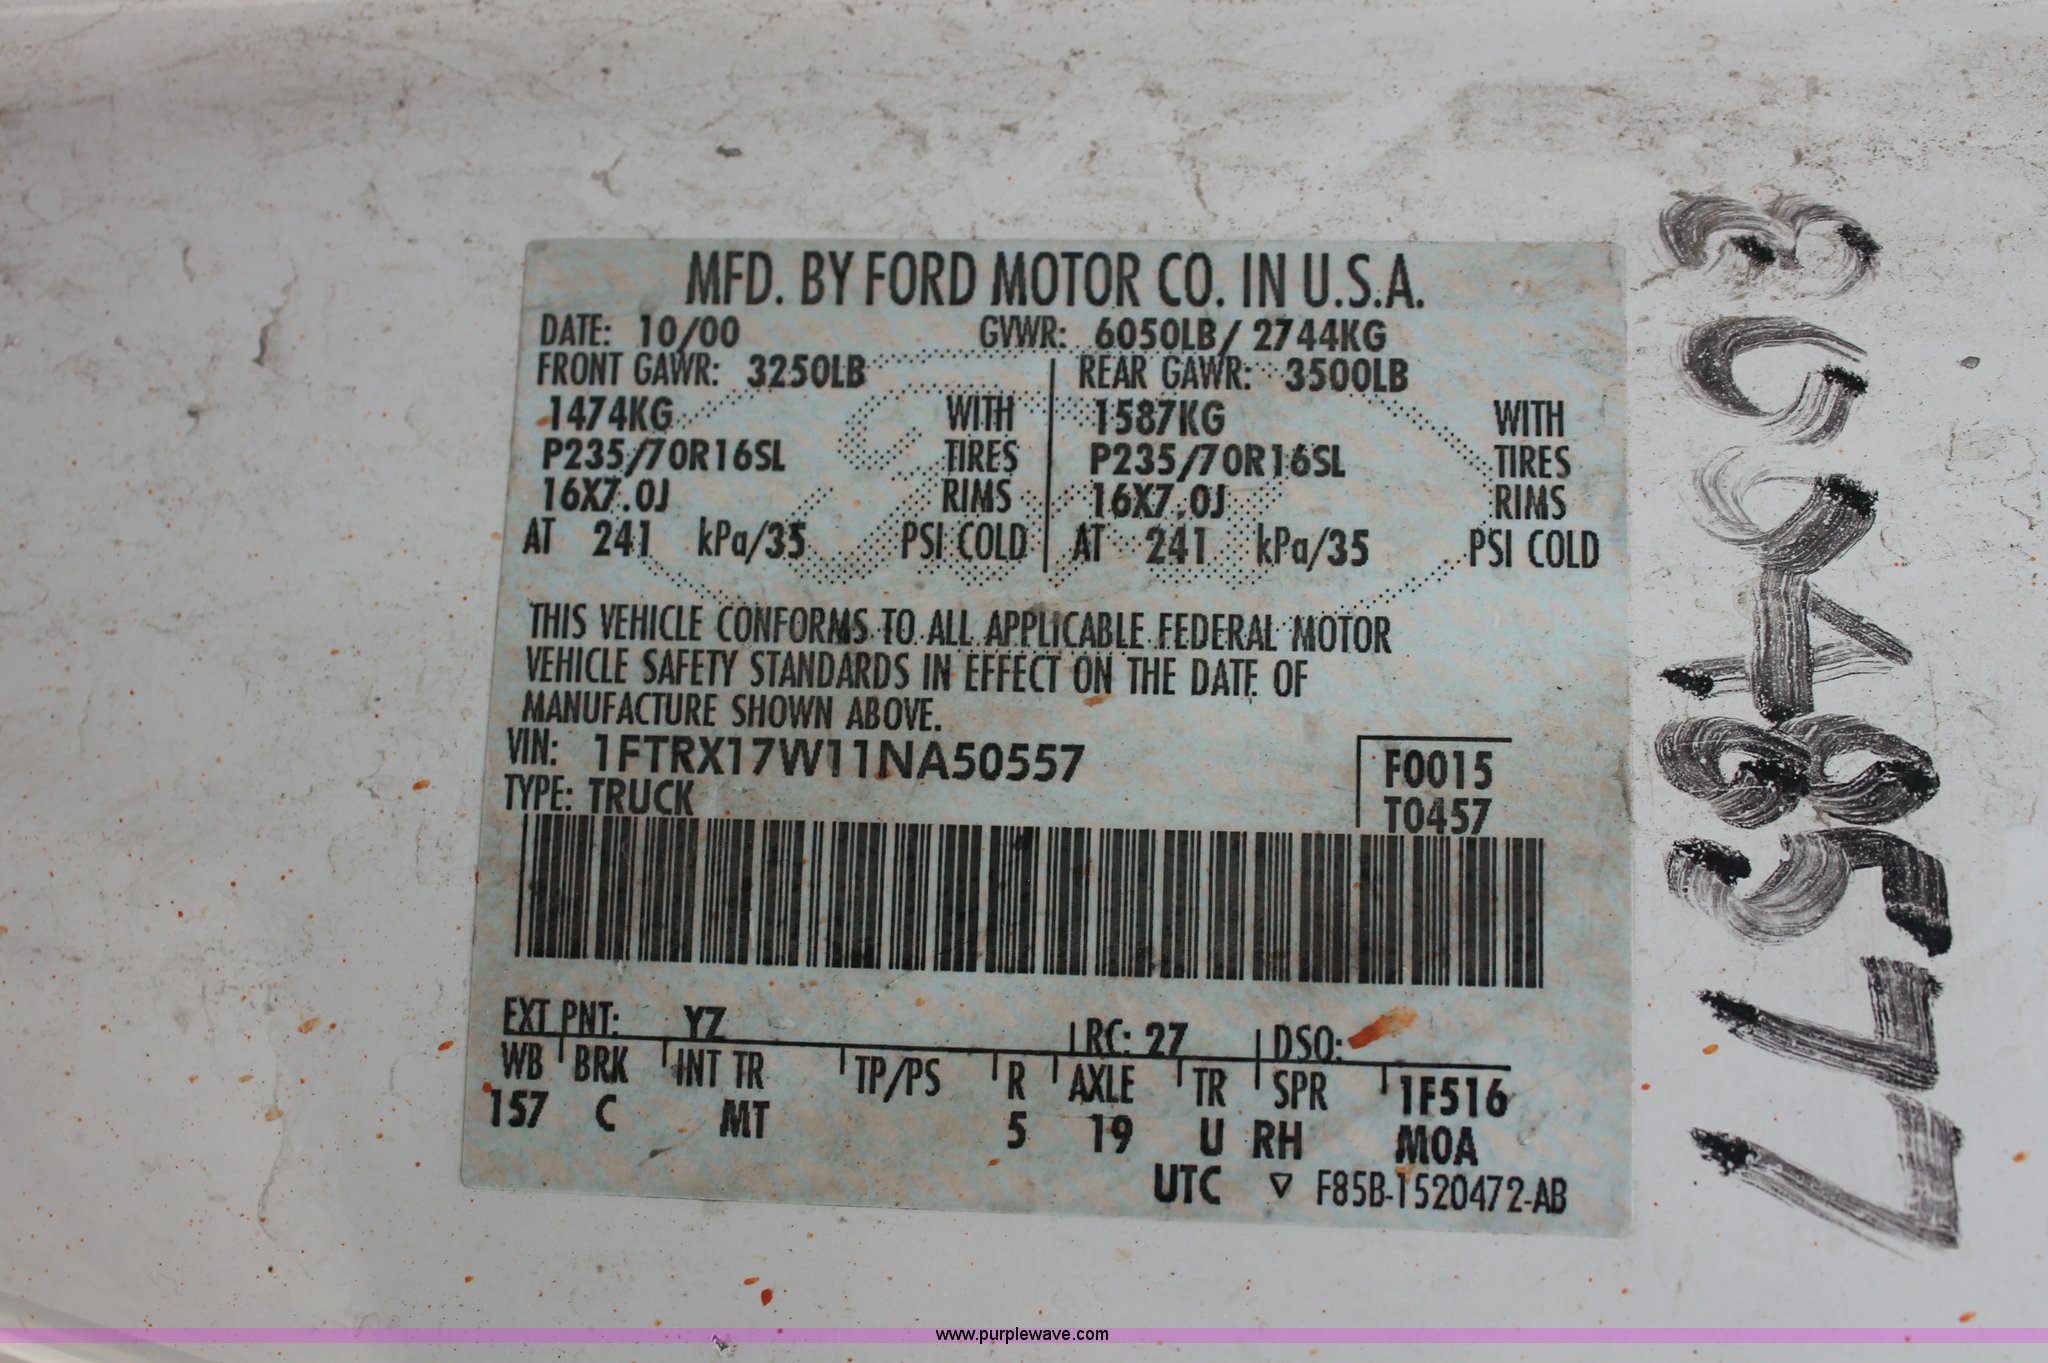 MFD. BY FORD MOTOR CO. IN U.S.A.
DATE: 10/00 GVWR: 6050LB/ 2744KG
FRONT GAWR: 3250LB REAR GAWR: 3500LB
1474KG WITH 1587KG WITH
P235/70R16SL TIRES P235/70R16SL TIRES
16X7.0J RIMS 16X7.0J RIMS
AT 241 kPa/35 PSI COLD AT 241 kPa/35 PSI COLD
THIS VEHICLE CONFORMS TO ALL APPLICABLE FEDERAL MOTOR
VEHICLE SAFETY STANDARDS IN EFFECT ON THE DATE OF
MANUFACTURE SHOWN ABOVE.
VIN: 1FTRX17W11NA50557 F0015
TYPE: TRUCK T0457
EXT PNT: YZ RC: 27 DSO:
WB BRK INT TR TP/PS R AXLE TR SPR 1F516
157 C MT 5 19 U RH MOA
UTC ▽ F85B-1520472-AB
www.purplewave.com